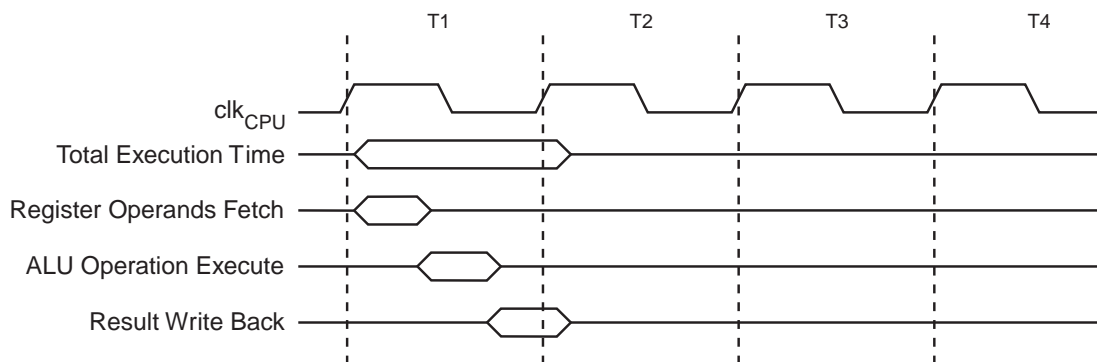 T1 T2 T3 T4
clkCPU
Total Execution Time
Register Operands Fetch
ALU Operation Execute
Result Write Back